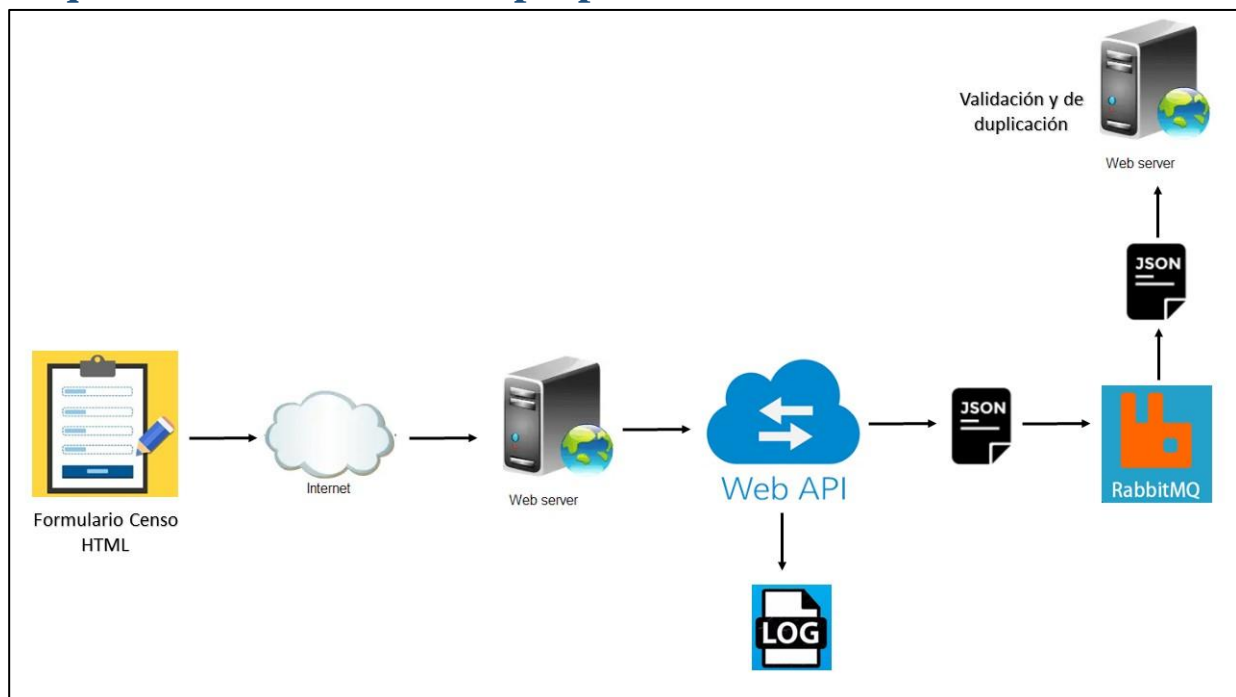 Validación y de
duplicación
Web server
JSON
JSON
Internet
Web server
Web API
RabbitMQ
Formulario Censo
HTML
LOG